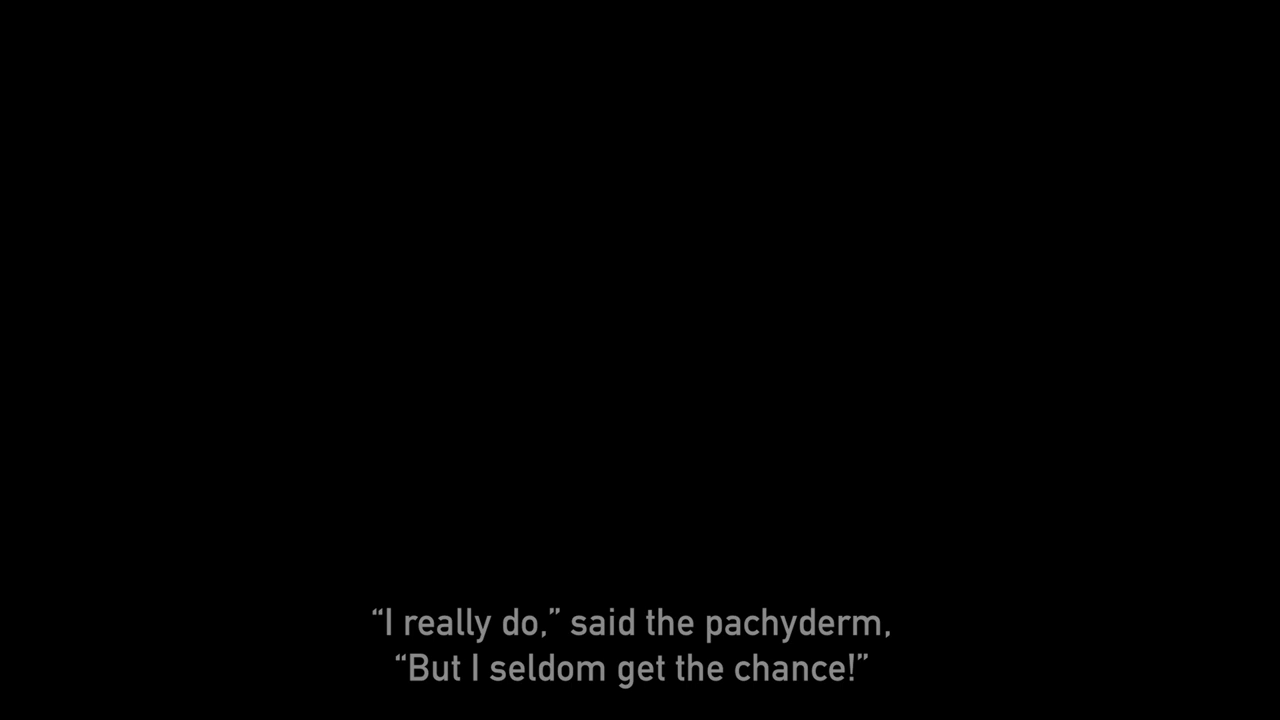 “I really do,” said the pachyderm,
“But I seldom get the chance!”